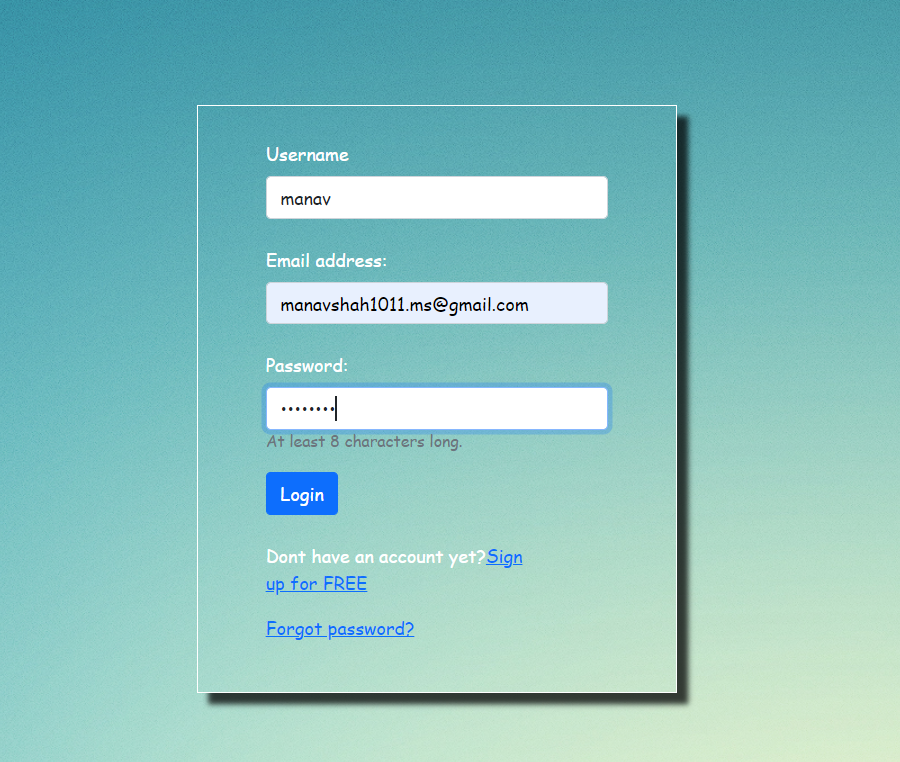 Username
manav
Email address:
manavshah1011.ms@gmail.com
Password:
••••••••
At least 8 characters long.
Login
Dont have an account yet?Sign
up for FREE
Forgot password?